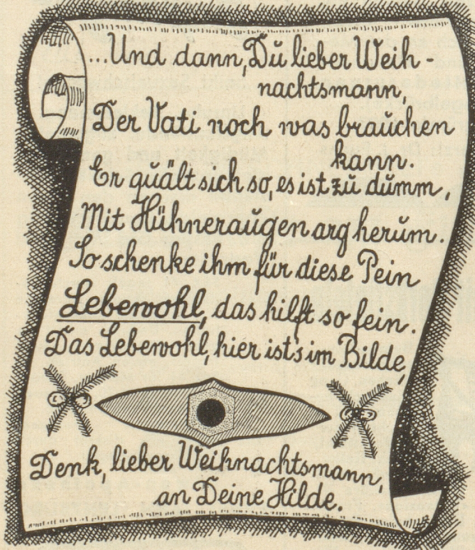 ...Und dann, Du lieber Weih-
nachtsmann,
Der Vati noch was brauchen
kann.
Er quält sich so, es ist zu dumm,
Mit Hühneraugen arg herum.
So schenke ihm für diese Pein
Lebewohl, das hilft so fein.
Das Lebewohl, hier ist's im Bilde,
Denk, lieber Weihnachtsmann,
an Deine Hilde.